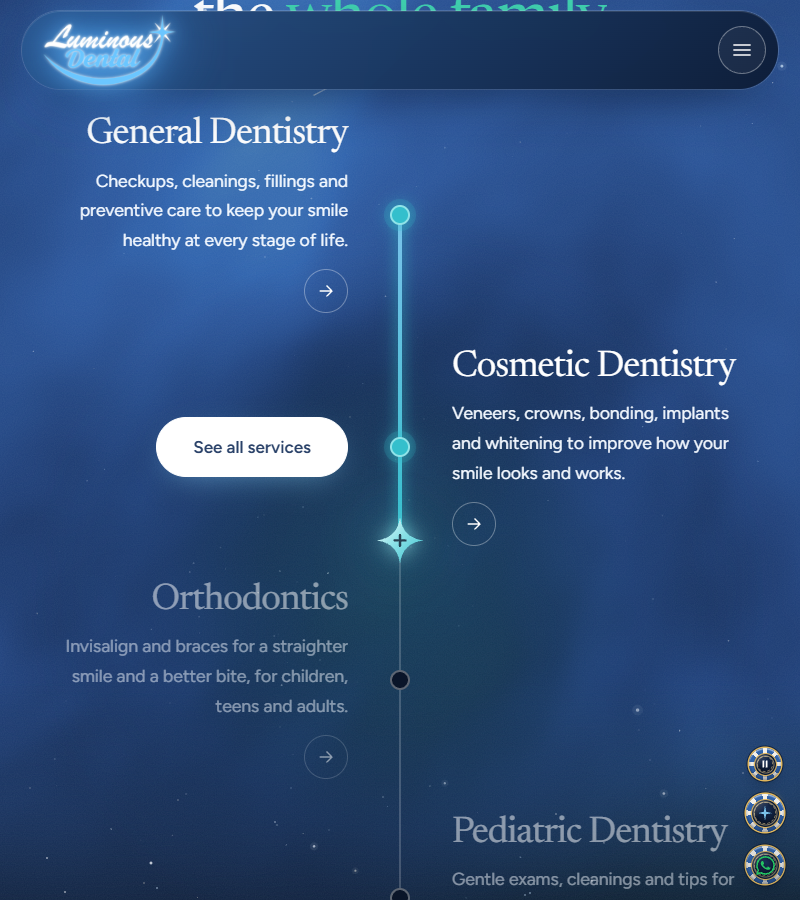 the whole family
Luminous
Dental
General Dentistry
Checkups, cleanings, fillings and
preventive care to keep your smile
healthy at every stage of life.
Cosmetic Dentistry
Veneers, crowns, bonding, implants
and whitening to improve how your
smile looks and works.
See all services
Orthodontics
Invisalign and braces for a straighter
smile and a better bite, for children,
teens and adults.
Pediatric Dentistry
Gentle exams, cleanings and tips for